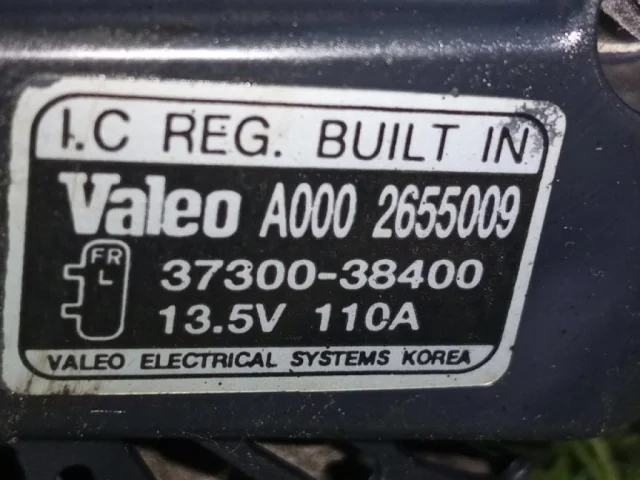 I.C REG. BUILT IN
Valeo A000 2655009
FR
L
37300-38400
13.5V 110A
VALEO ELECTRICAL SYSTEMS KOREA